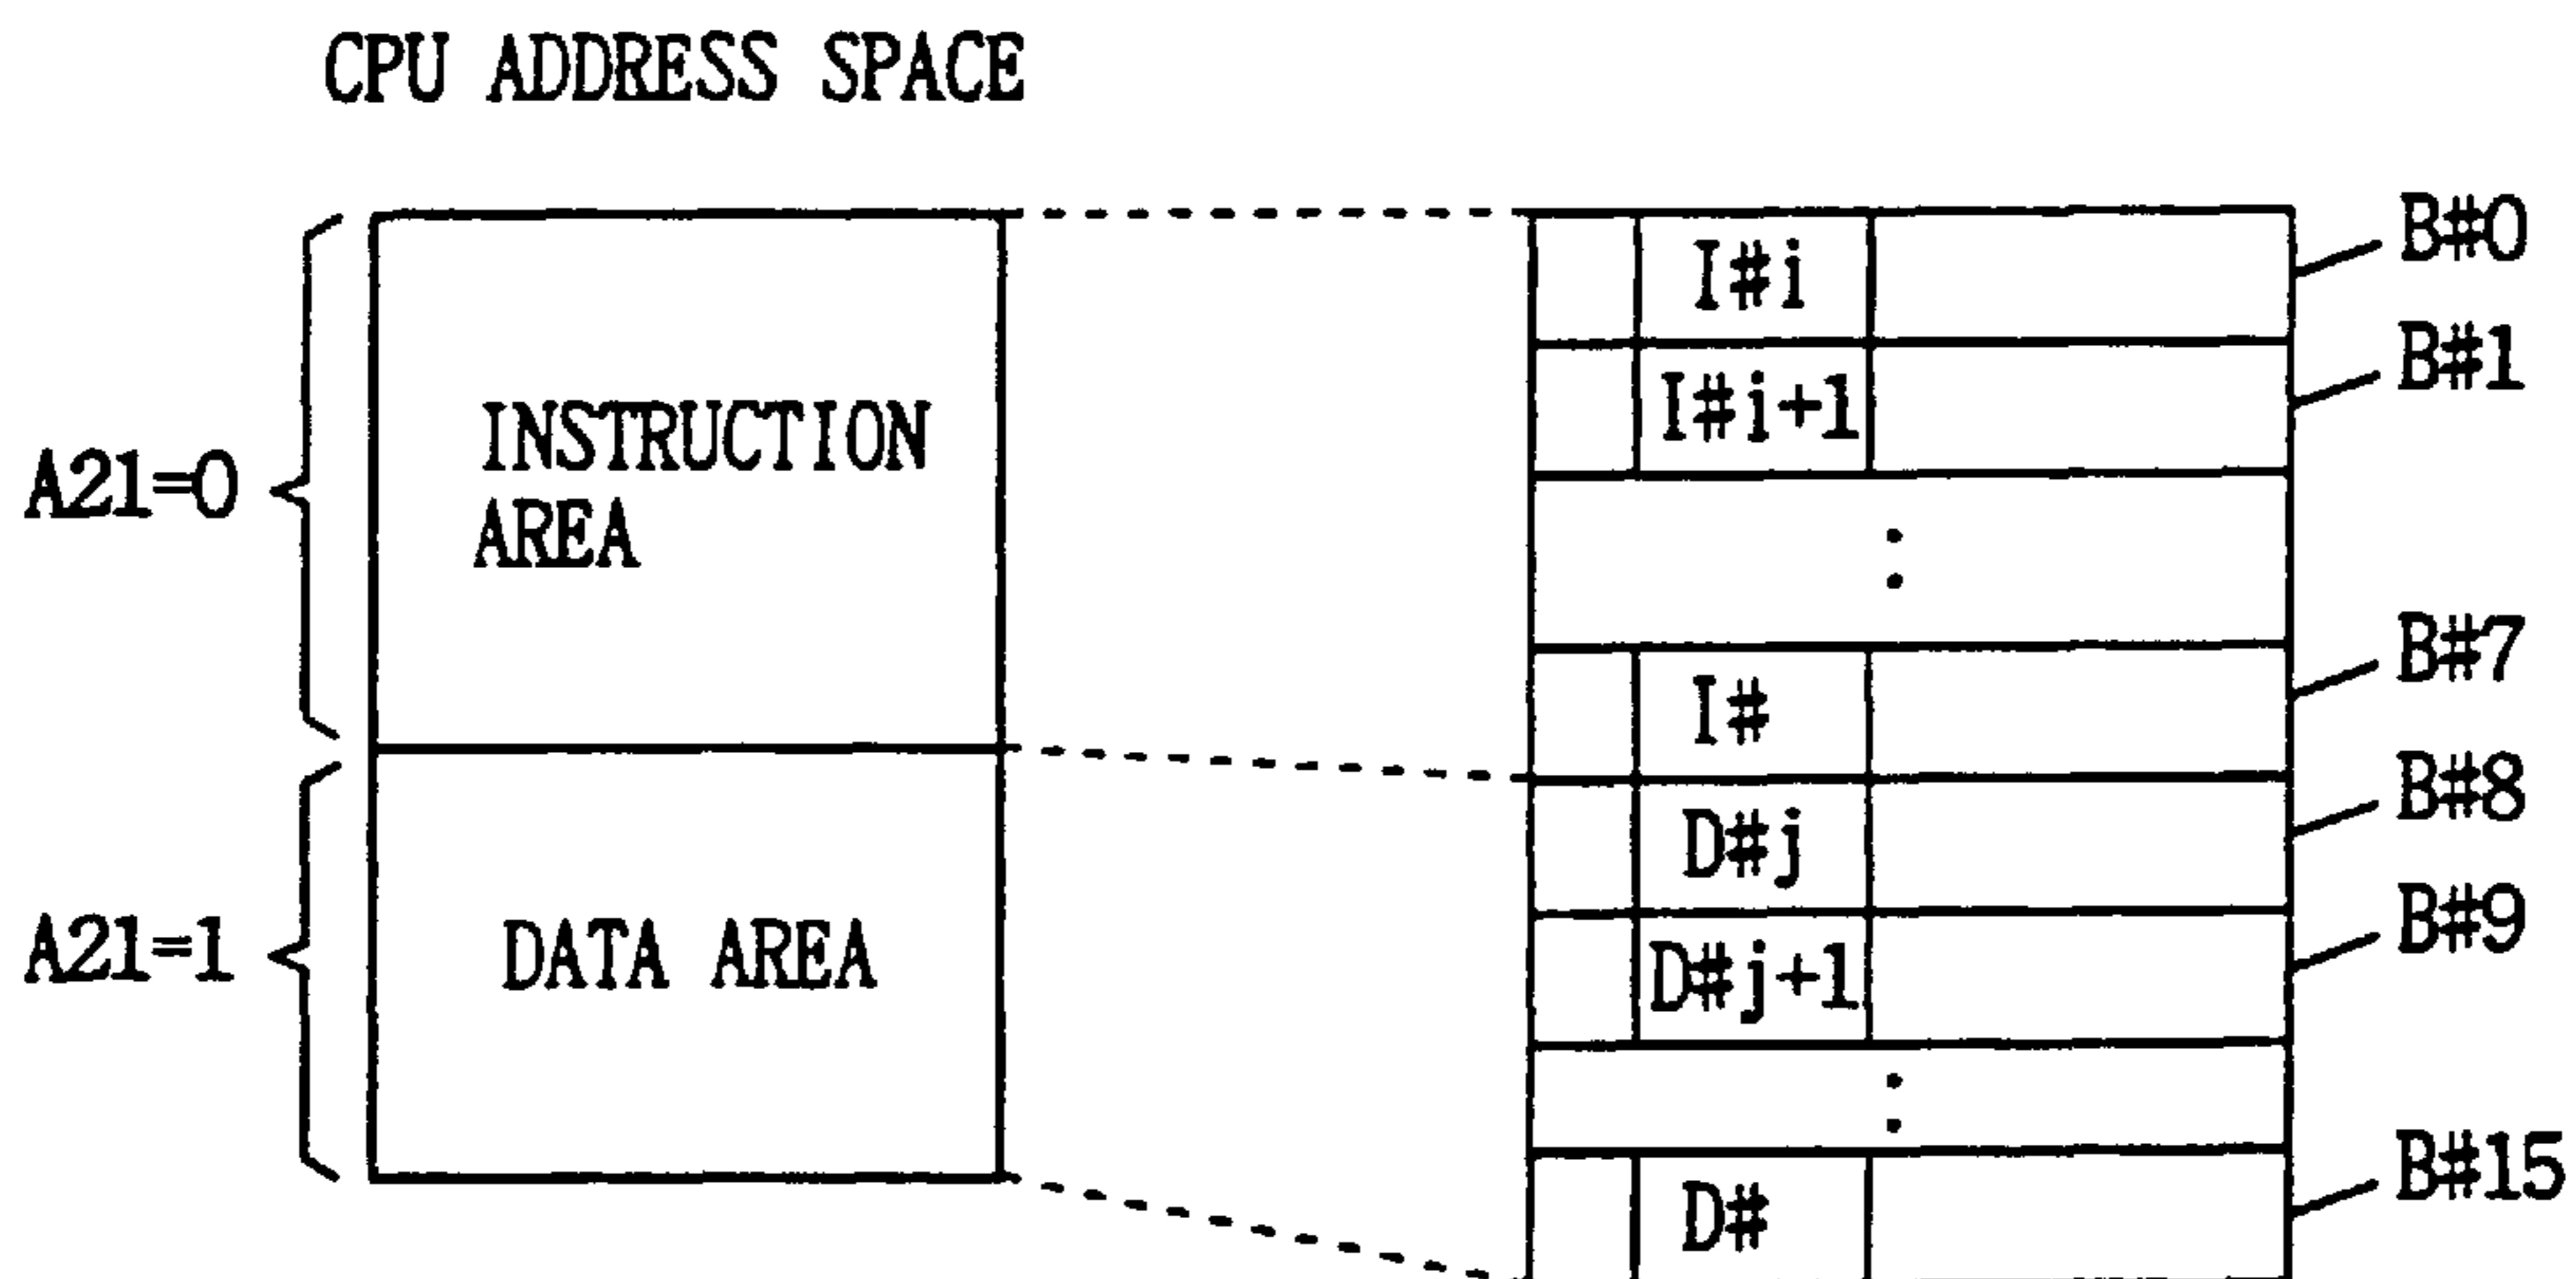 CPU ADDRESS SPACE
A21=0
INSTRUCTION
AREA
A21=1
DATA AREA
I#i
B#0
I#i+1
B#1
I#
B#7
D#j
B#8
D#j+1
B#9
D#
B#15